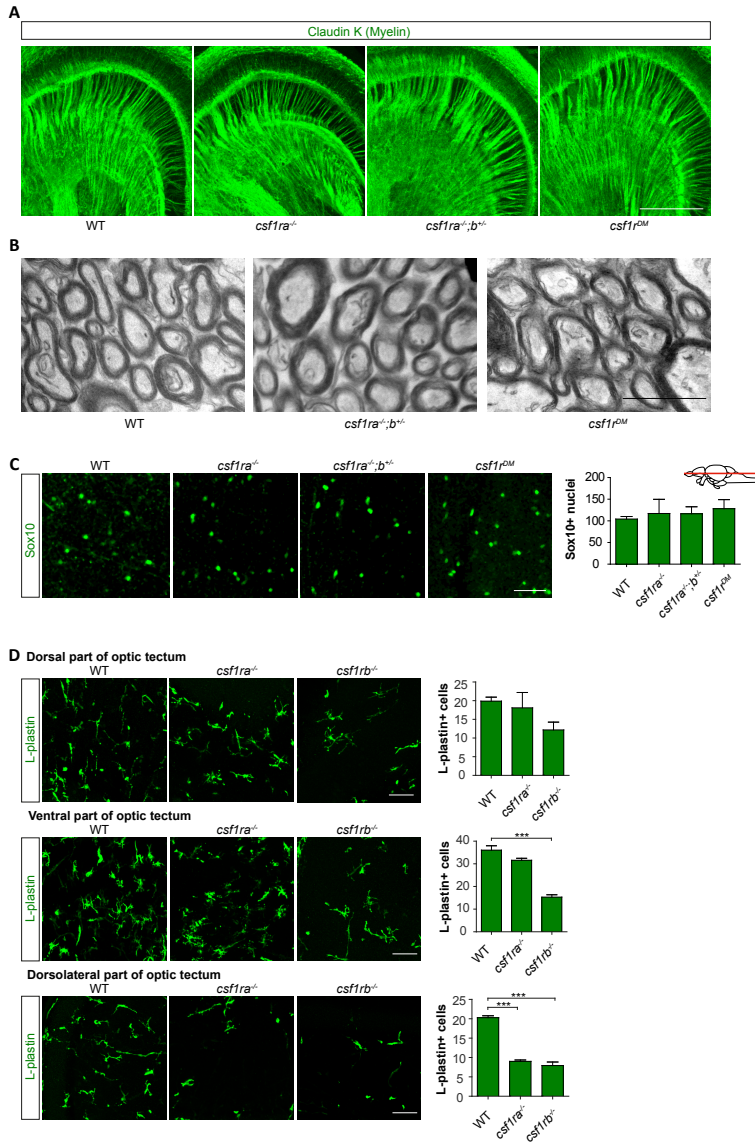 A
Claudin K (Myelin)
WT
csf1ra-/-
csf1ra-/-;b+/-
csf1rDM
B
WT
csf1ra-/-;b+/-
csf1rDM
C
WT
csf1ra-/-
csf1ra-/-;b+/-
csf1rDM
Sox10
Sox10+ nuclei
200
150
100
50
0
WT
csf1ra-/-
csf1ra-/-;b+/-
csf1rDM
D
Dorsal part of optic tectum
WT
csf1ra-/-
csf1rb-/-
L-plastin
L-plastin+ cells
25
20
15
10
5
0
WT
csf1ra-/-
csf1rb-/-
Ventral part of optic tectum
WT
csf1ra-/-
csf1rb-/-
L-plastin
L-plastin+ cells
40
30
20
10
0
***
WT
csf1ra-/-
csf1rb-/-
Dorsolateral part of optic tectum
WT
csf1ra-/-
csf1rb-/-
L-plastin
L-plastin+ cells
25
20
15
10
5
0
***
***
WT
csf1ra-/-
csf1rb-/-